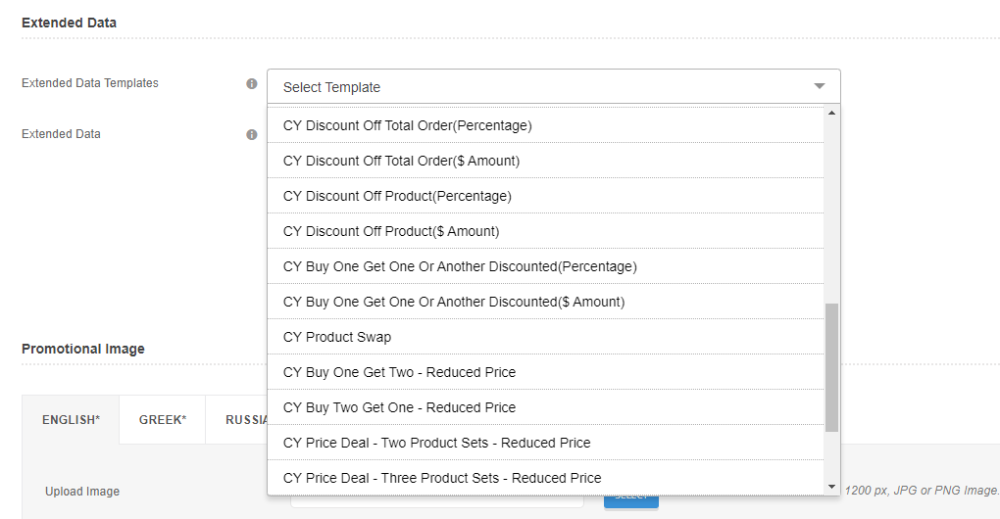 Extended Data
Extended Data Templates
Select Template
Extended Data
CY Discount Off Total Order(Percentage)
CY Discount Off Total Order($ Amount)
CY Discount Off Product(Percentage)
CY Discount Off Product($ Amount)
CY Buy One Get One Or Another Discounted(Percentage)
CY Buy One Get One Or Another Discounted($ Amount)
CY Product Swap
CY Buy One Get Two - Reduced Price
CY Buy Two Get One - Reduced Price
CY Price Deal - Two Product Sets - Reduced Price
CY Price Deal - Three Product Sets - Reduced Price
Promotional Image
ENGLISH* GREEK* RUSSIA
Upload Image
1200 px, JPG or PNG Image.